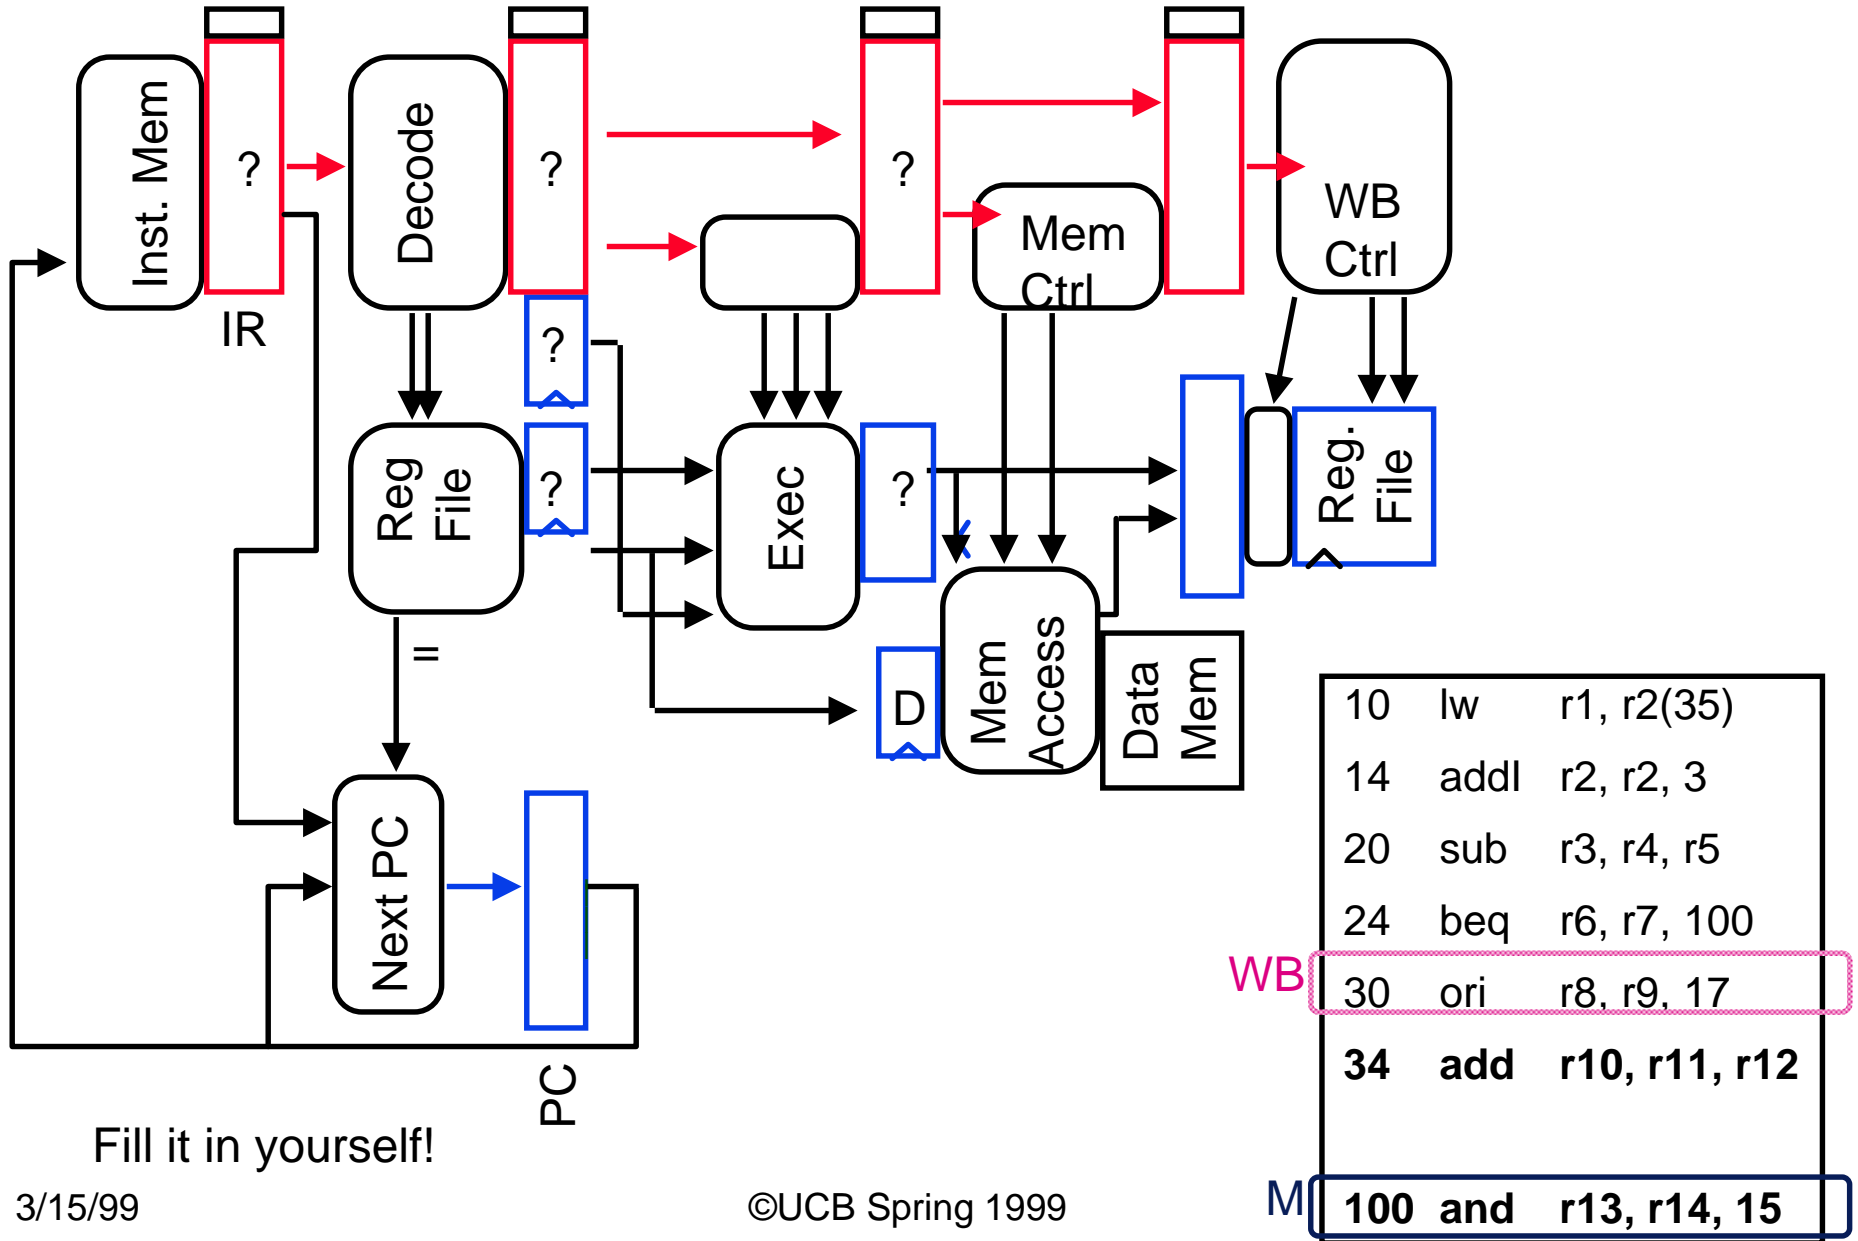 Inst. Mem
?
IR
Decode
?
?
?
Mem
Ctrl
WB
Ctrl
?
Reg
File
?
Exec
?
Reg.
File
=
D
Mem
Access
Data
Mem
Next PC
PC
10 lw r1, r2(35)
14 addI r2, r2, 3
20 sub r3, r4, r5
24 beq r6, r7, 100
WB
30 ori r8, r9, 17
34 add r10, r11, r12
M
100 and r13, r14, 15
Fill it in yourself!
3/15/99
©UCB Spring 1999